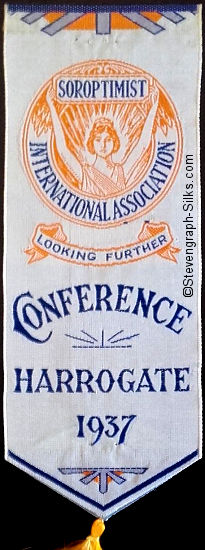 SOROPTIMIST
INTERNATIONAL ASSOCIATION
LOOKING FURTHER
CONFERENCE
HARROGATE
1937
©Stevengraph-Silks.com